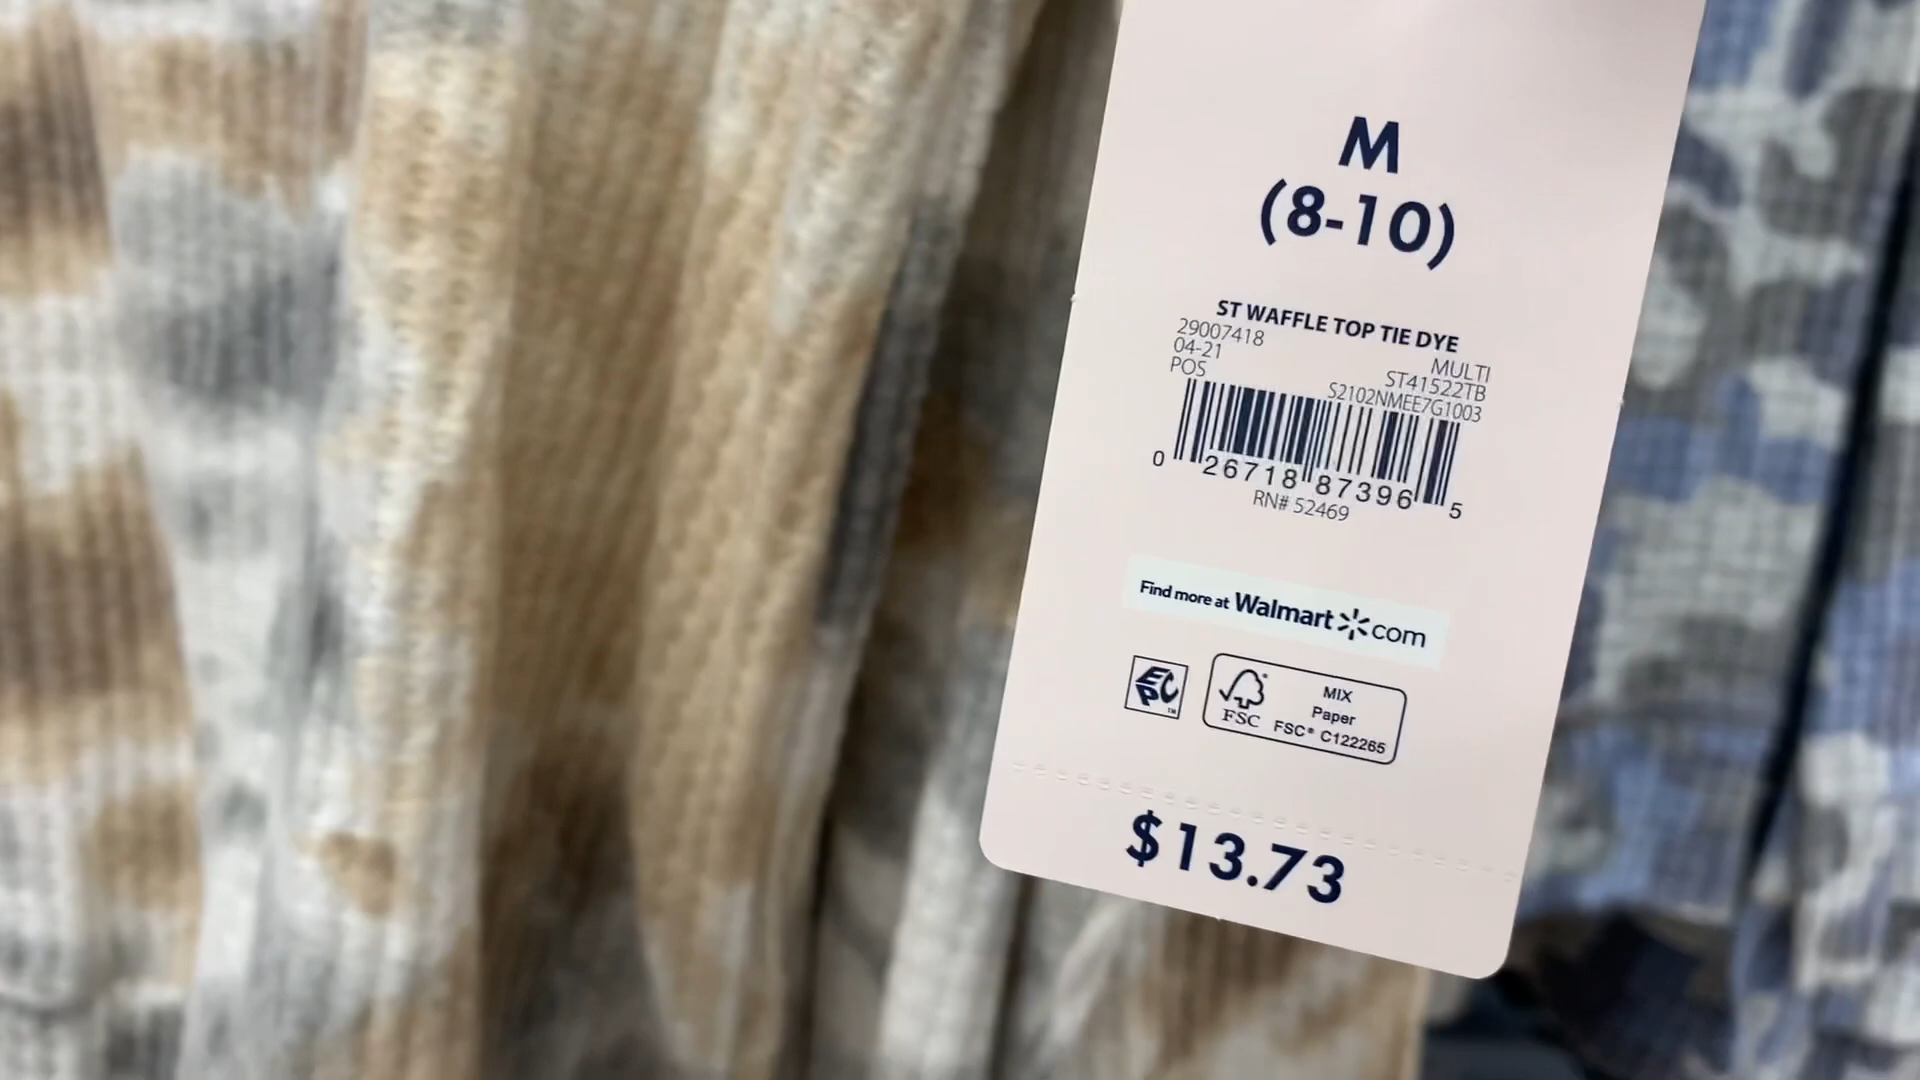 M
(8-10)
ST WAFFLE TOP TIE DYE
29007418
04-21
POS
MULTI
ST41522TB
S2102NMEE7G1003
0 26718 87396 5
RN# 52469
Find more at Walmart.com
EPC™
FSC
MIX
Paper
FSC® C122265
$13.73